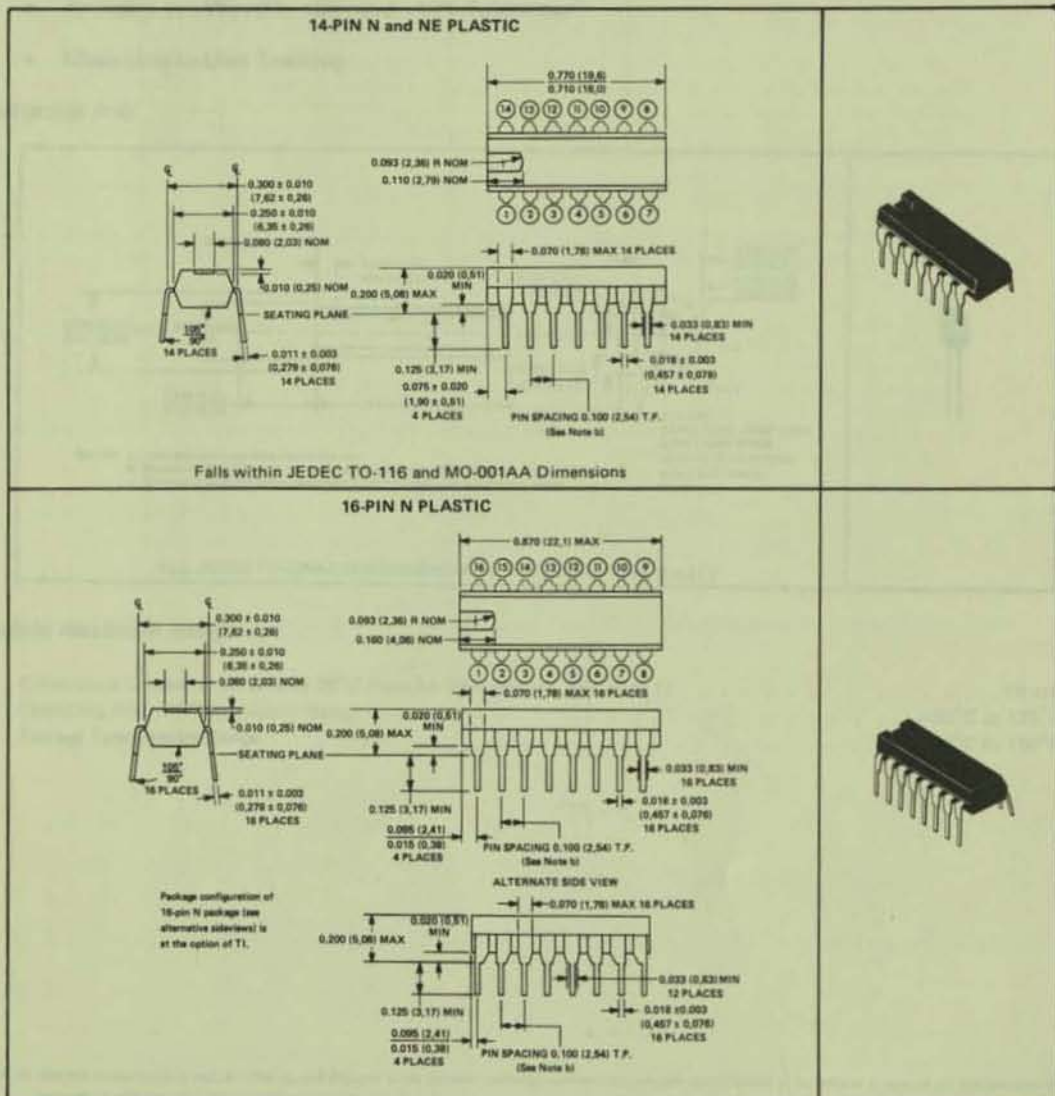 14-PIN N and NE PLASTIC
0.770 (19,6)
0.710 (18,0)
14 13 12 11 10 9 8
0.093 (2,36) R NOM
0.110 (2,79) NOM
1 2 3 4 5 6 7
0.300 ± 0.010
(7,62 ± 0,26)
0.250 ± 0.010
(6,35 ± 0,26)
0.080 (2,03) NOM
0.010 (0,25) NOM
SEATING PLANE
105°
90°
14 PLACES
0.011 ± 0.003
(0,279 ± 0,076)
14 PLACES
0.070 (1,78) MAX 14 PLACES
0.020 (0,51)
MIN
0.200 (5,08) MAX
0.033 (0,83) MIN
14 PLACES
0.018 ± 0.003
(0,457 ± 0,076)
14 PLACES
0.125 (3,17) MIN
0.075 ± 0.020
(1,90 ± 0,51)
4 PLACES
PIN SPACING 0.100 (2,54) T.P.
(See Note b)
Falls within JEDEC TO-116 and MO-001AA Dimensions
16-PIN N PLASTIC
0.870 (22,1) MAX
16 15 14 13 12 11 10 9
0.093 (2,36) R NOM
0.160 (4,06) NOM
1 2 3 4 5 6 7 8
0.300 ± 0.010
(7,62 ± 0,26)
0.250 ± 0.010
(6,35 ± 0,26)
0.080 (2,03) NOM
0.010 (0,25) NOM
SEATING PLANE
105°
90°
16 PLACES
0.011 ± 0.003
(0,279 ± 0,076)
16 PLACES
0.070 (1,78) MAX 16 PLACES
0.020 (0,51)
MIN
0.200 (5,08) MAX
0.033 (0,83) MIN
16 PLACES
0.018 ± 0.003
(0,457 ± 0,076)
16 PLACES
0.125 (3,17) MIN
0.095 (2,41)
0.015 (0,38)
4 PLACES
PIN SPACING 0.100 (2,54) T.P.
(See Note b)
ALTERNATE SIDE VIEW
Package configuration of
16-pin N package (see
alternative sideviews) is
at the option of TI.
0.070 (1,78) MAX 16 PLACES
0.020 (0,51)
MIN
0.200 (5,08) MAX
0.033 (0,83) MIN
12 PLACES
0.018 ±0.003
(0,457 ± 0,076)
16 PLACES
0.125 (3,17) MIN
0.095 (2,41)
0.015 (0,38)
4 PLACES
PIN SPACING 0.100 (2,54) T.P.
(See Note b)